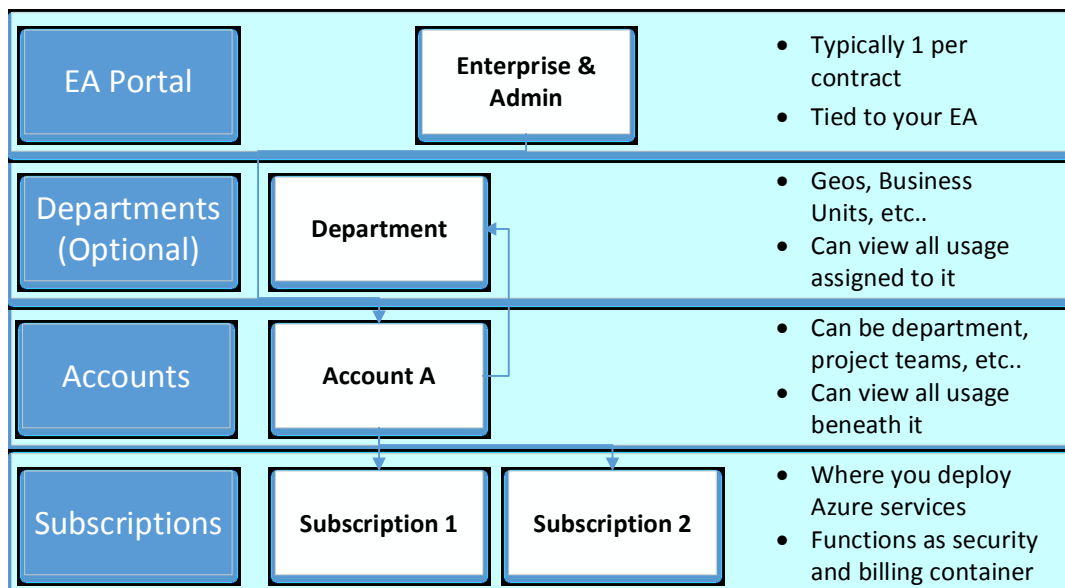 EA Portal
Enterprise &
Admin
• Typically 1 per
contract
• Tied to your EA
Departments
(Optional)
Department
• Geos, Business
Units, etc..
• Can view all usage
assigned to it
Accounts
Account A
• Can be department,
project teams, etc..
• Can view all usage
beneath it
Subscriptions
Subscription 1
Subscription 2
• Where you deploy
Azure services
• Functions as security
and billing container